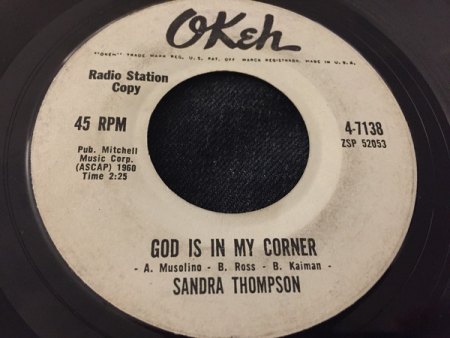 OKeh
"OKEH" TRADE MARK REG. U. S. PAT. OFF MARCA REGISTRADA. MADE IN U. S. A.
Radio Station
Copy
45 RPM
4-7138
ZSP 52053
Pub. Mitchell
Music Corp.
(ASCAP) 1960
Time 2:25
GOD IS IN MY CORNER
- A. Musolino - B. Ross - B. Kaiman -
SANDRA THOMPSON